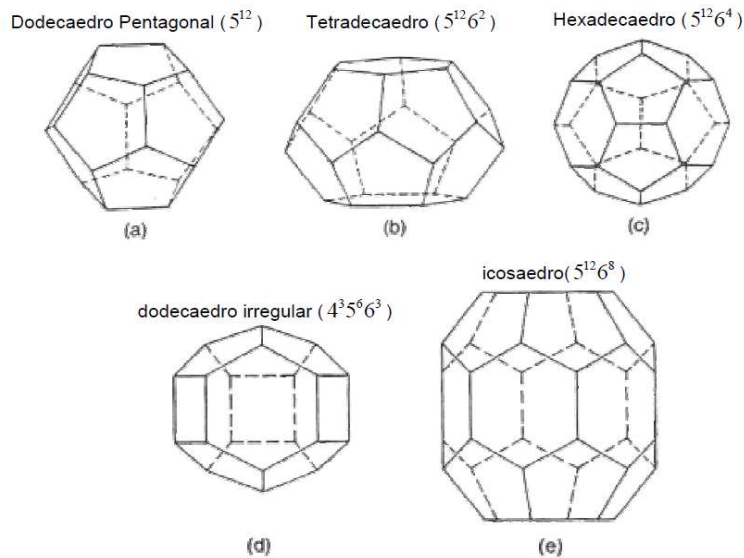 Dodecaedro Pentagonal (5¹²) Tetradecaedro (5¹²6²) Hexadecaedro (5¹²6⁴)
(a) (b) (c)
dodecaedro irregular (4³5⁶6³) icosaedro(5¹²6⁸)
(d) (e)